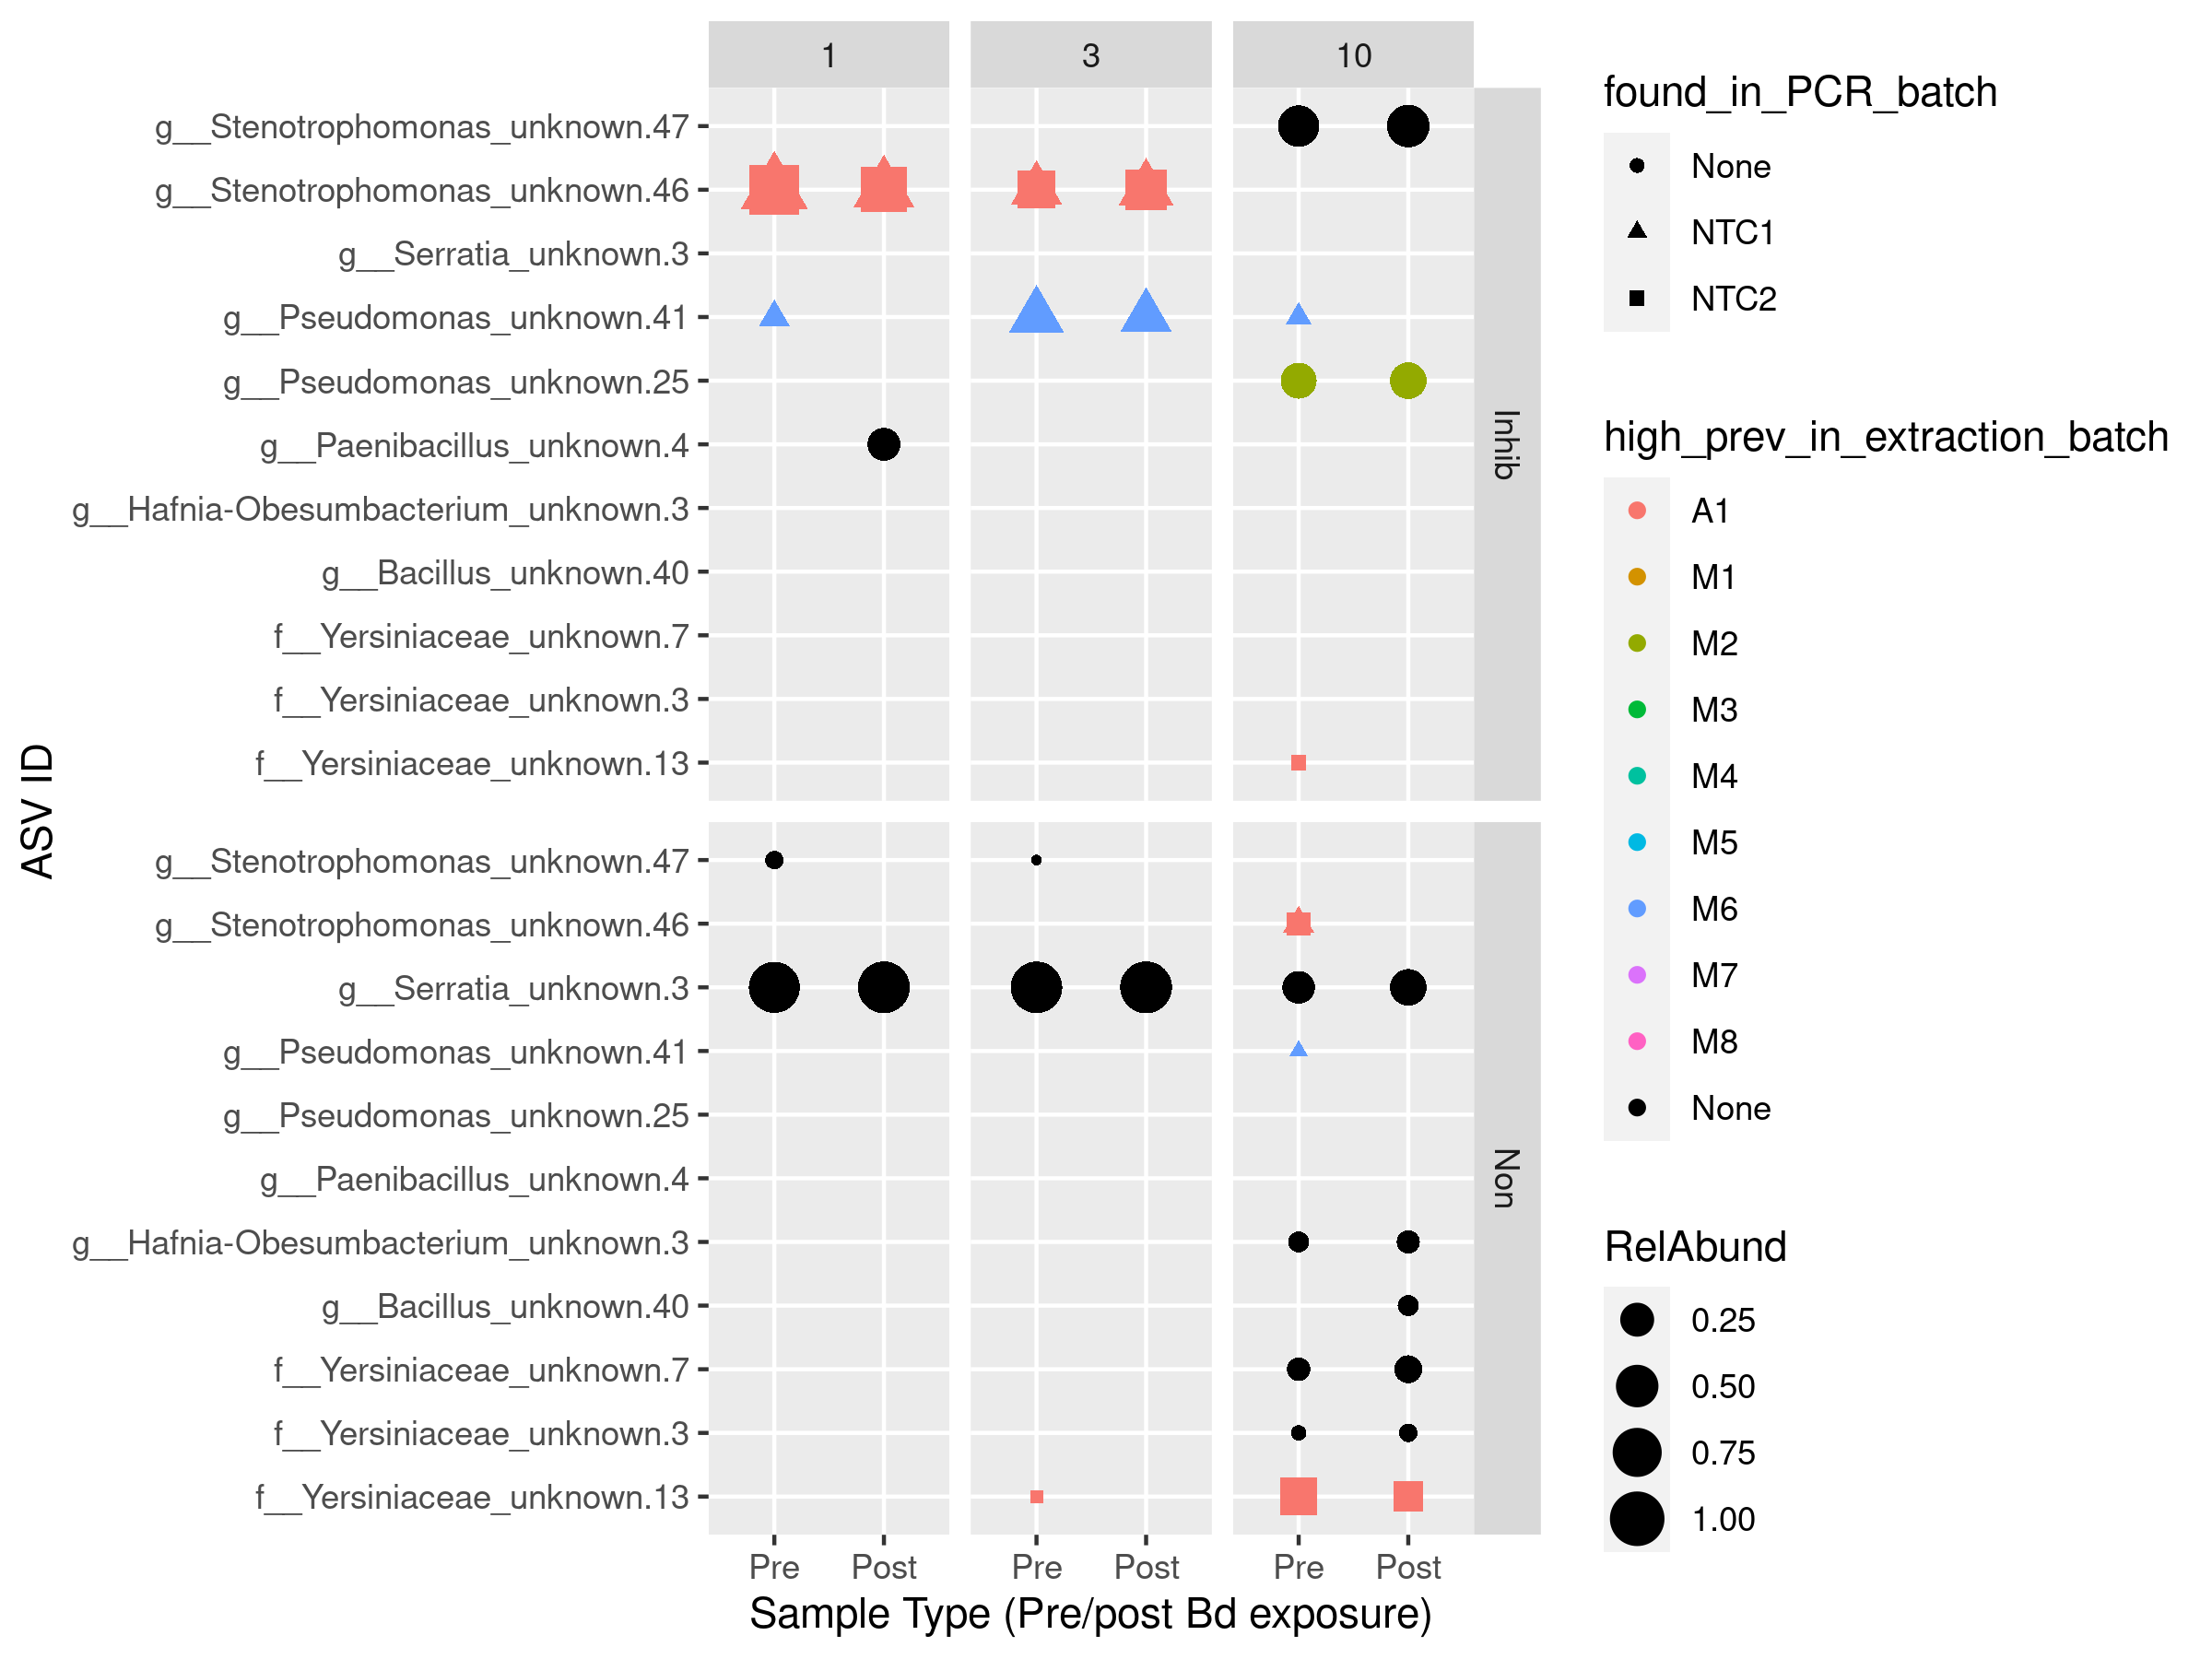 1
3
10
g__Stenotrophomonas_unknown.47
g__Stenotrophomonas_unknown.46
g__Serratia_unknown.3
g__Pseudomonas_unknown.41
g__Pseudomonas_unknown.25
g__Paenibacillus_unknown.4
g__Hafnia-Obesumbacterium_unknown.3
g__Bacillus_unknown.40
f__Yersiniaceae_unknown.7
f__Yersiniaceae_unknown.3
f__Yersiniaceae_unknown.13
Inhib
g__Stenotrophomonas_unknown.47
g__Stenotrophomonas_unknown.46
g__Serratia_unknown.3
g__Pseudomonas_unknown.41
g__Pseudomonas_unknown.25
g__Paenibacillus_unknown.4
g__Hafnia-Obesumbacterium_unknown.3
g__Bacillus_unknown.40
f__Yersiniaceae_unknown.7
f__Yersiniaceae_unknown.3
f__Yersiniaceae_unknown.13
Non
ASV ID
Pre
Post
Pre
Post
Pre
Post
Sample Type (Pre/post Bd exposure)
found_in_PCR_batch
None
NTC1
NTC2
high_prev_in_extraction_batch
A1
M1
M2
M3
M4
M5
M6
M7
M8
None
RelAbund
0.25
0.50
0.75
1.00